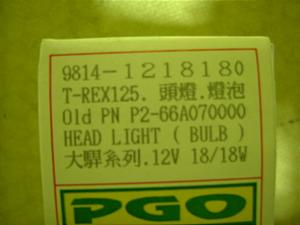 9814-1218180
T-REX125. 頭燈.燈泡
Old PN P2-66A070000
HEAD LIGHT ( BULB )
大駻系列.12V 18/18W
PGO